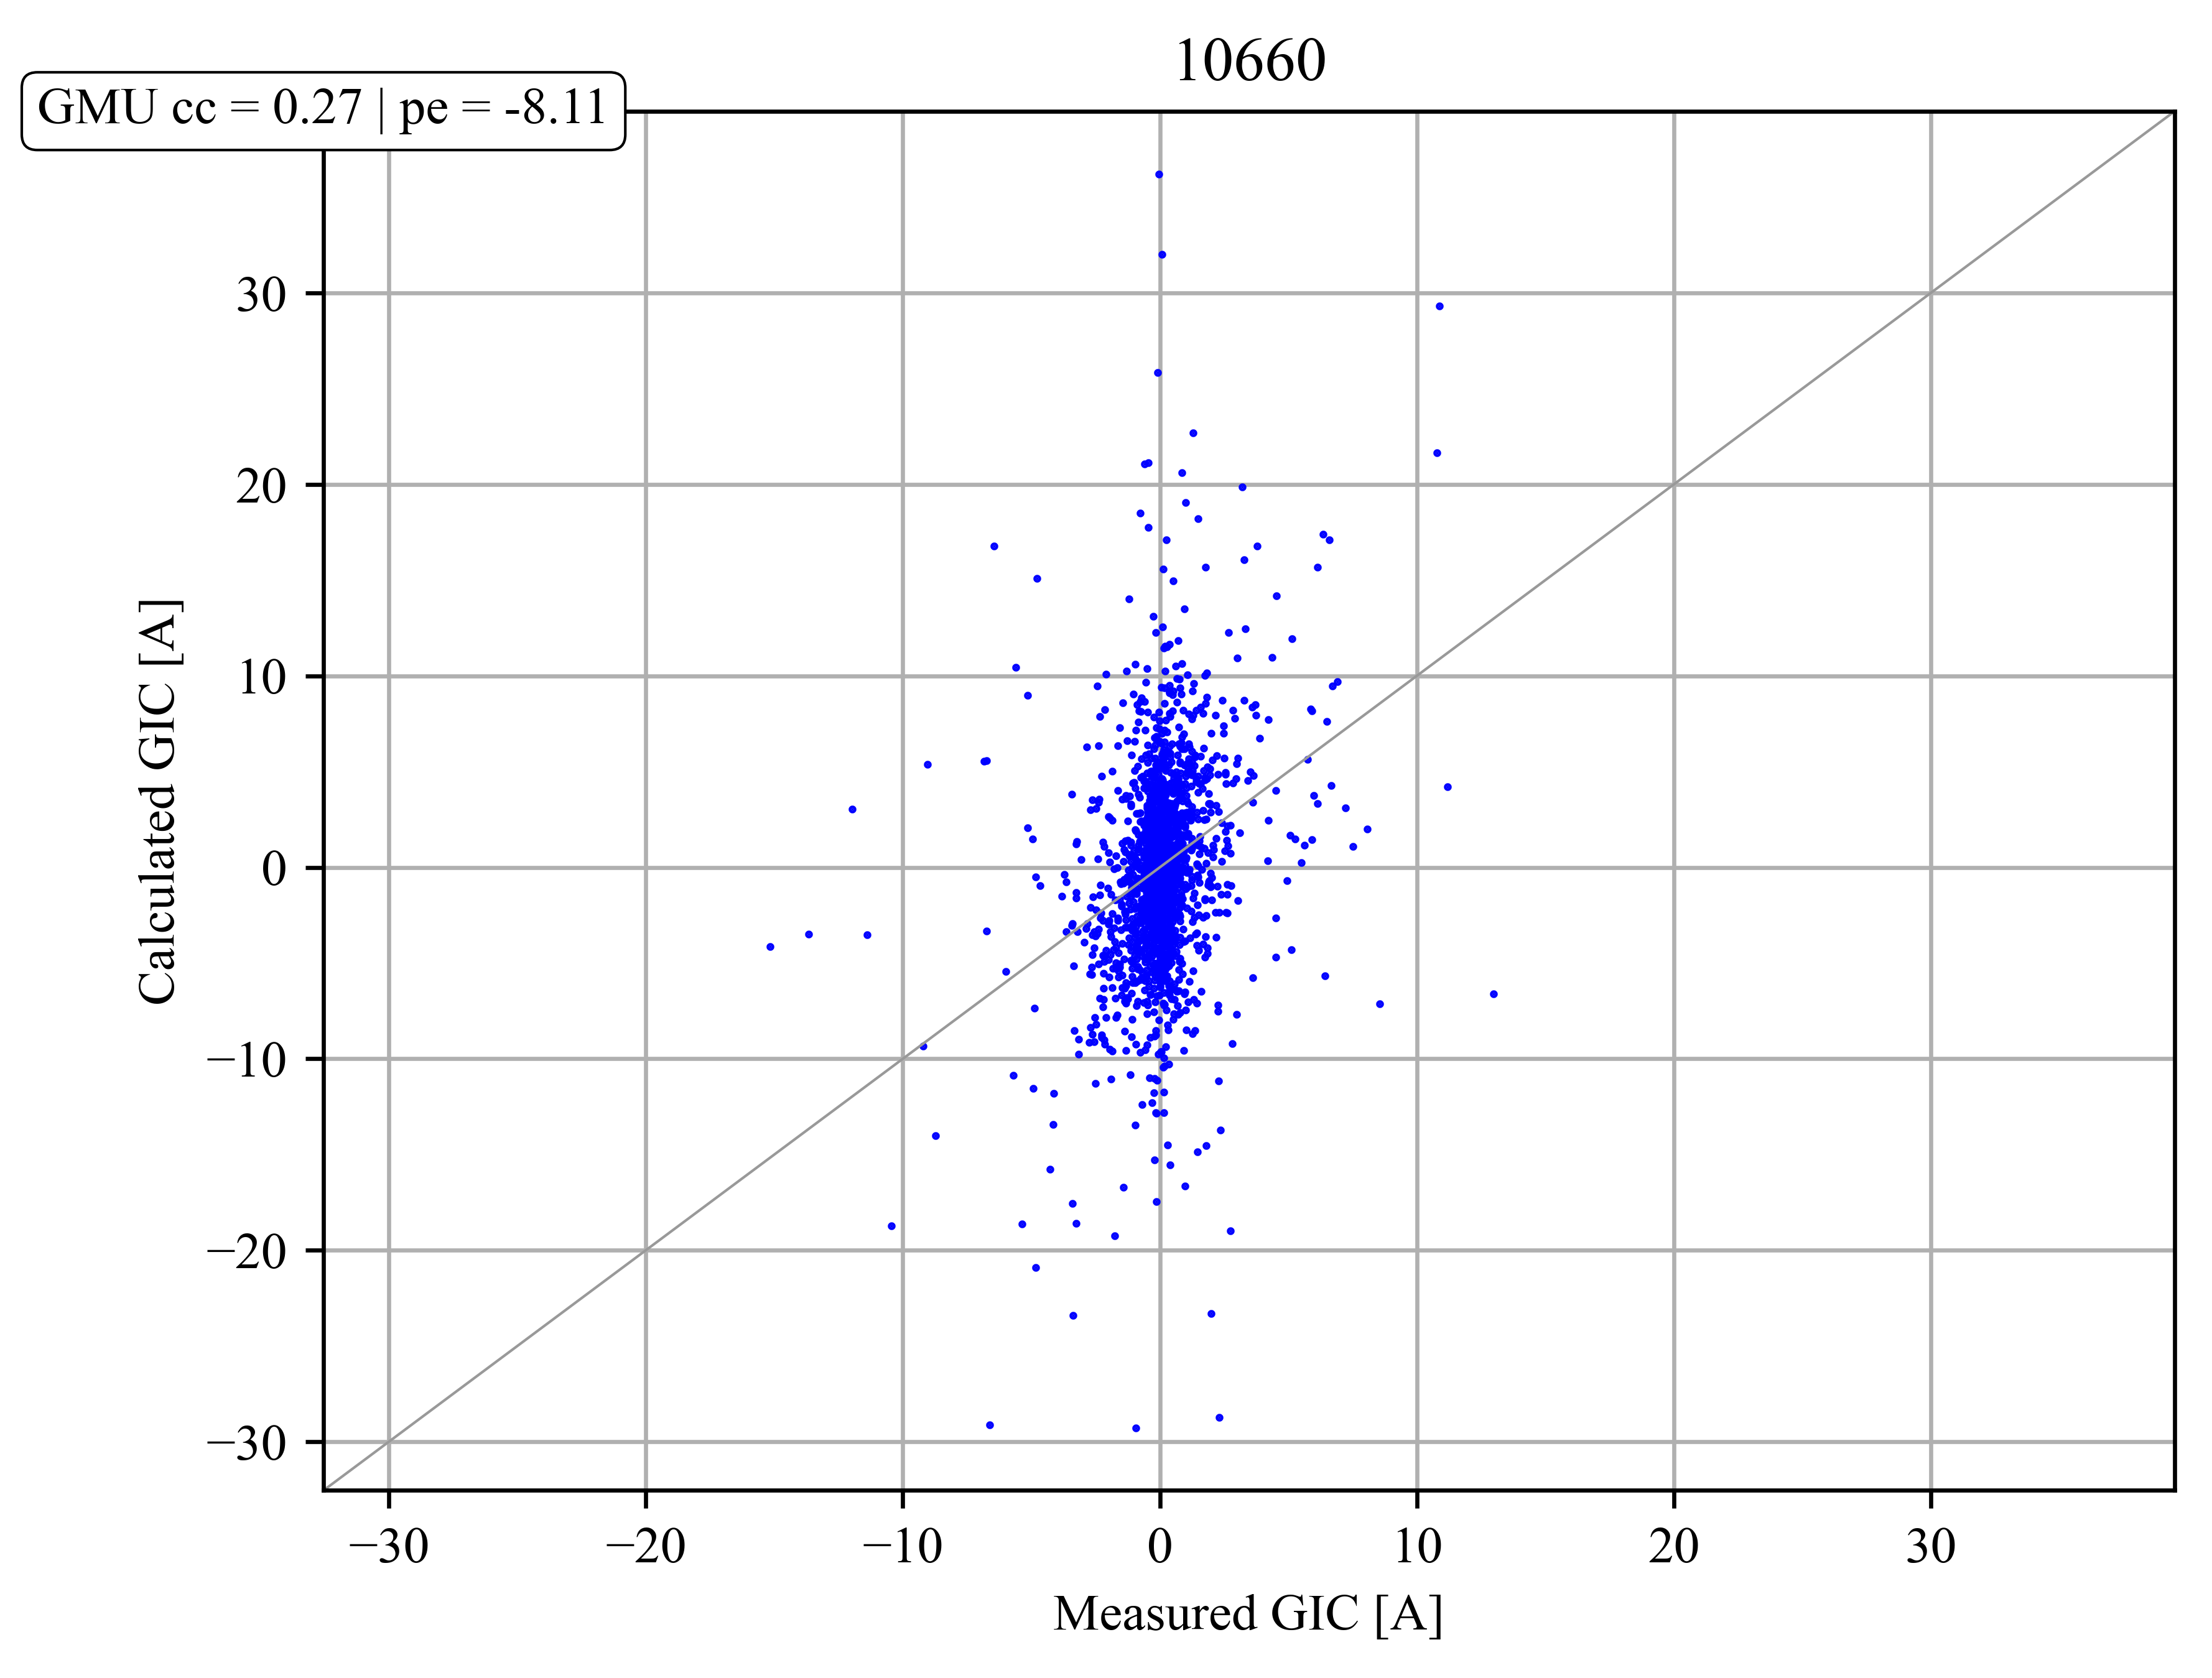 10660
GMU cc = 0.27 | pe = -8.11
Calculated GIC [A]
30
20
10
0
−10
−20
−30
−30 −20 −10 0 10 20 30
Measured GIC [A]